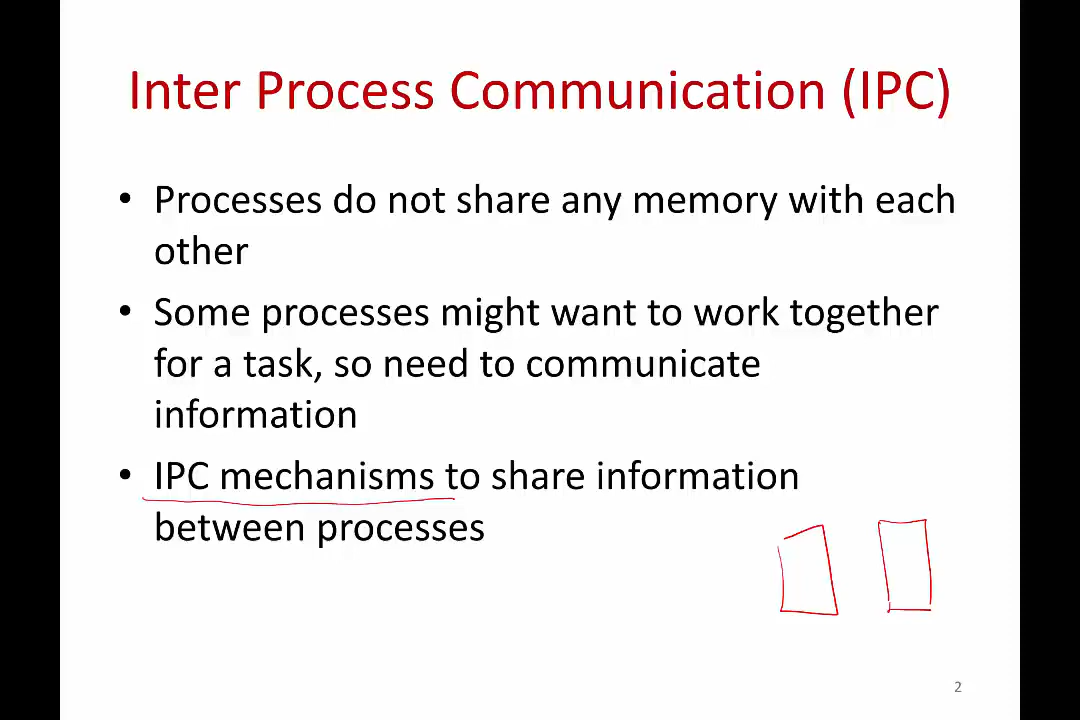 Inter Process Communication (IPC)
• Processes do not share any memory with each
other
• Some processes might want to work together
for a task, so need to communicate
information
• IPC mechanisms to share information
between processes
2